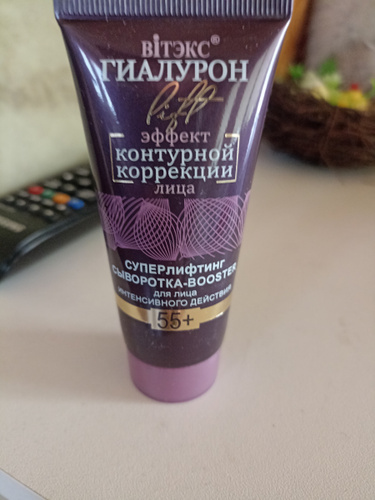 ВІТЭКС®
ГИАЛУРОН
lift
эффект
КОНТУРНОЙ
КОРРЕКЦИИ
лица
СУПЕРЛИФТИНГ
СЫВОРОТКА-BOOSTER
для лица
ИНТЕНСИВНОГО ДЕЙСТВИЯ
55+